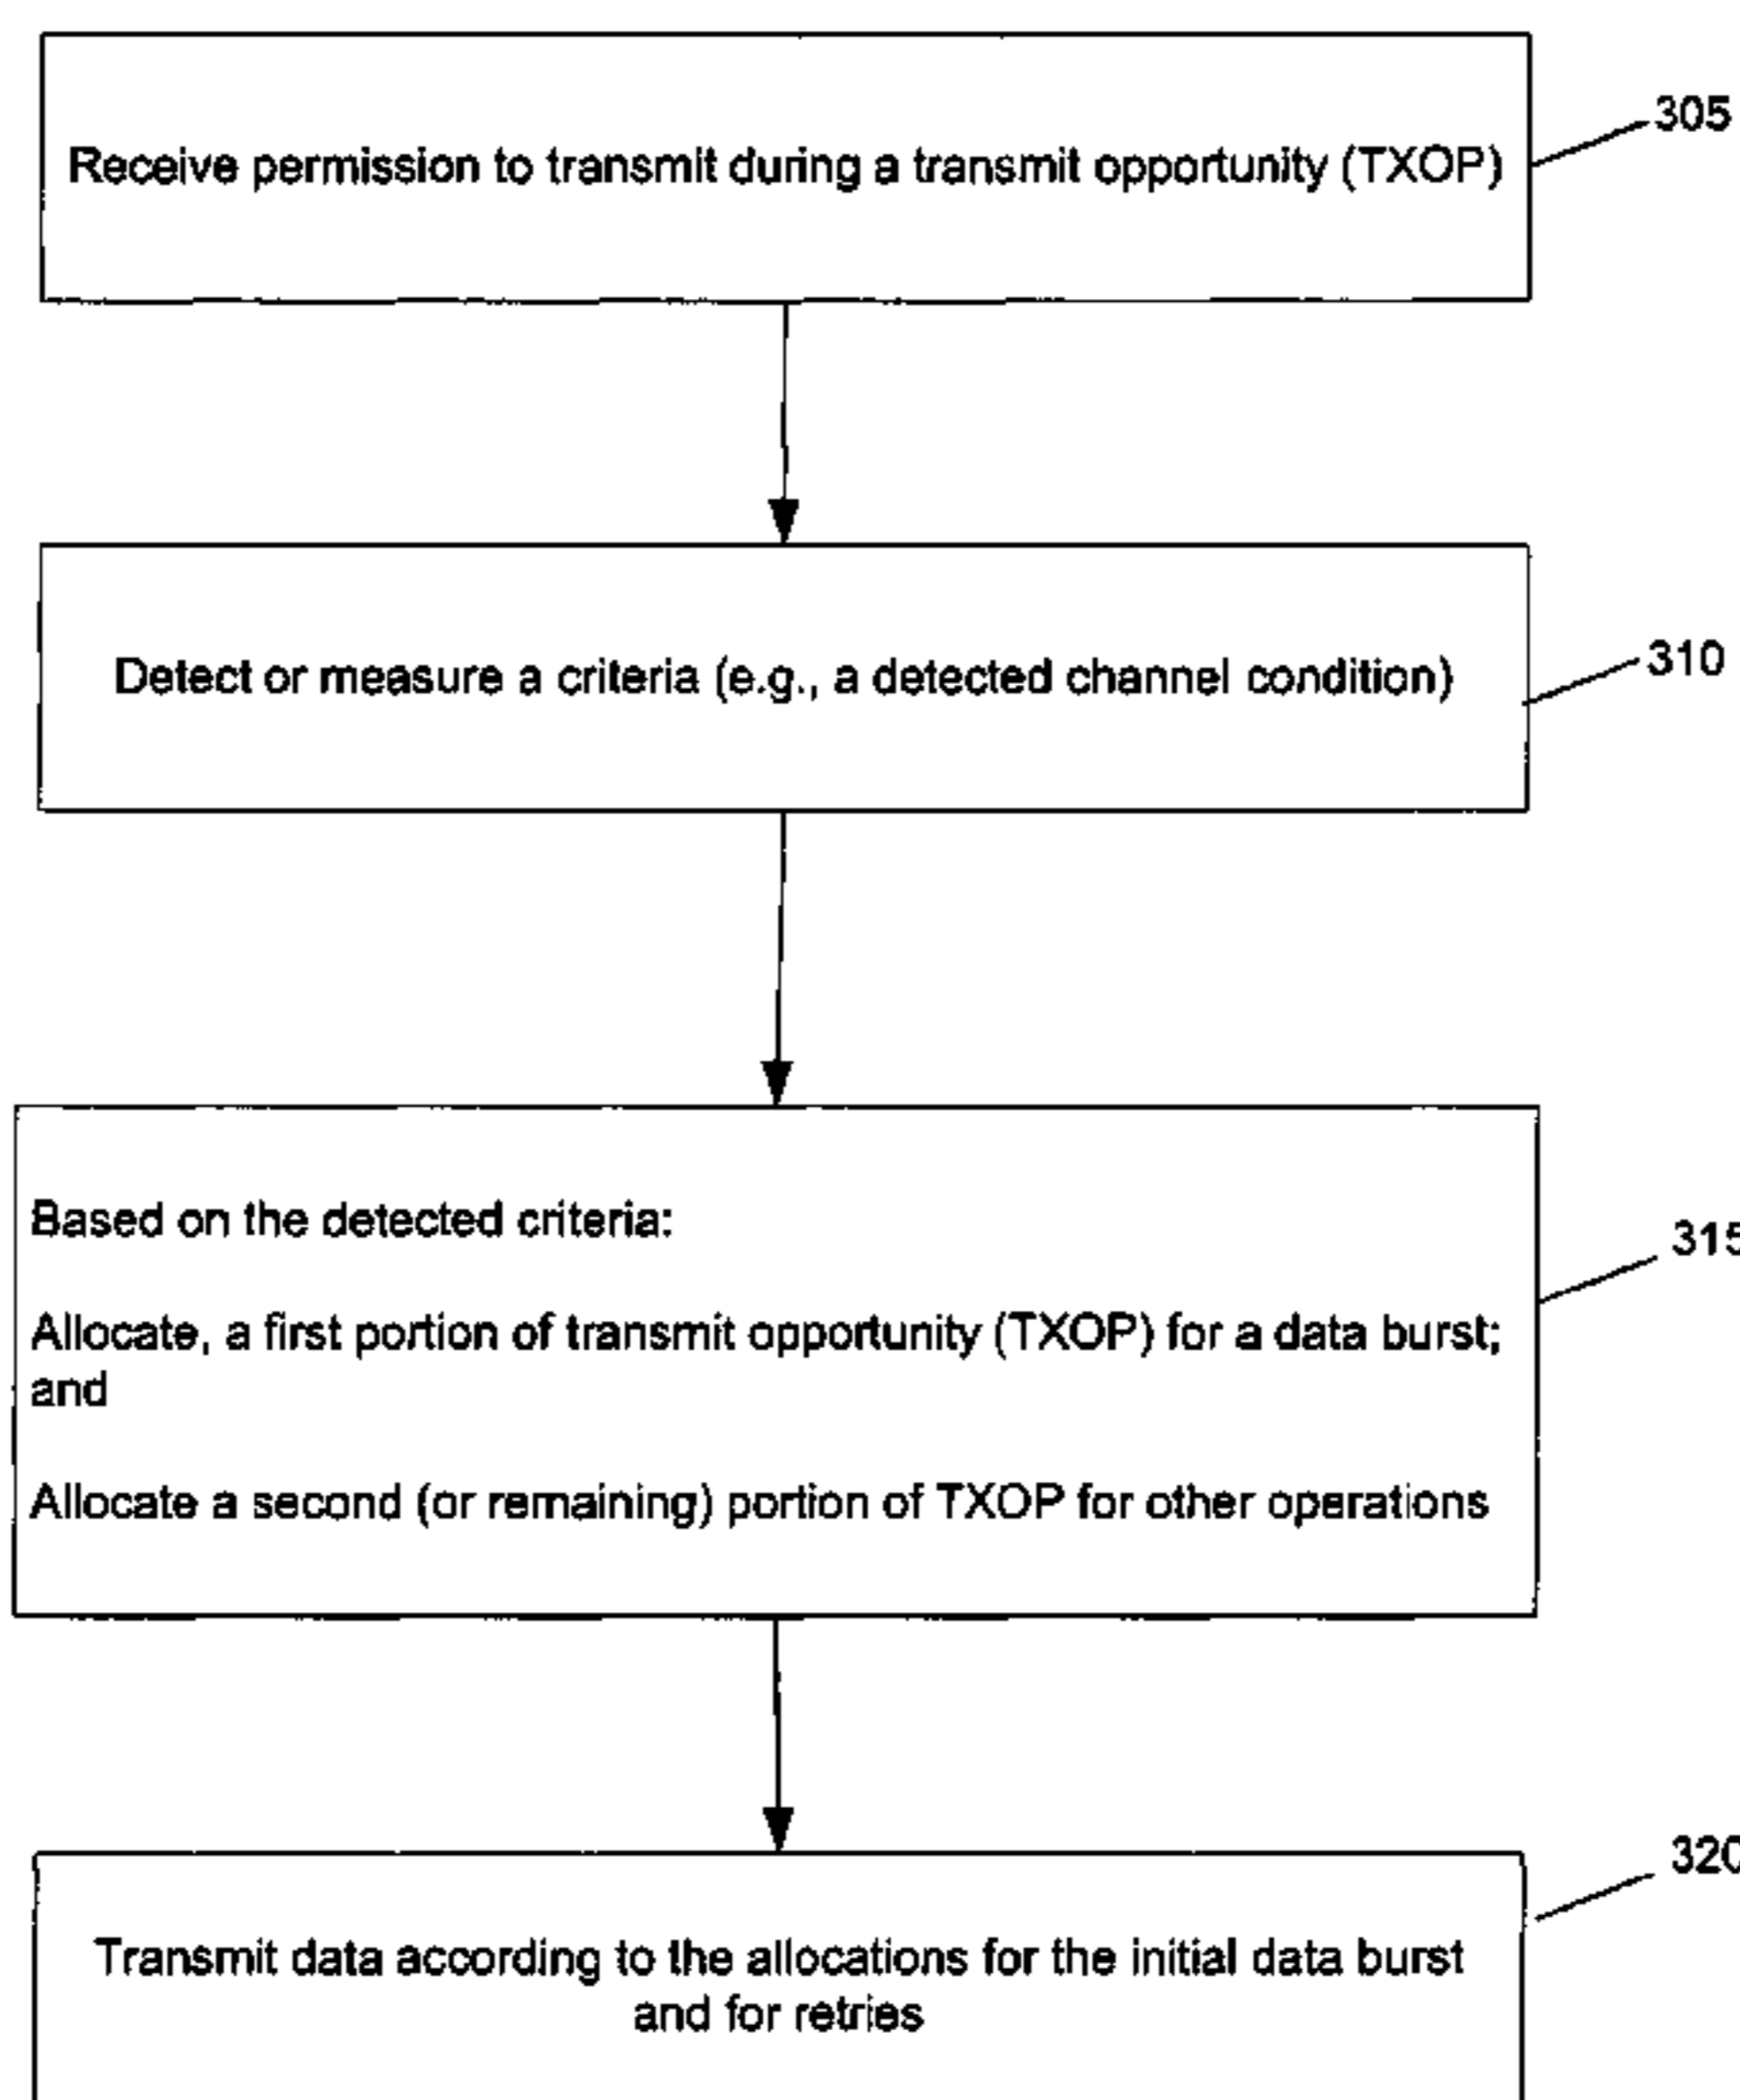 Receive permission to transmit during a transmit opportunity (TXOP)
305
Detect or measure a criteria (e.g., a detected channel condition)
310
Based on the detected criteria:
315
Allocate, a first portion of transmit opportunity (TXOP) for a data burst;
and
Allocate a second (or remaining) portion of TXOP for other operations
320
Transmit data according to the allocations for the initial data burst
and for retries